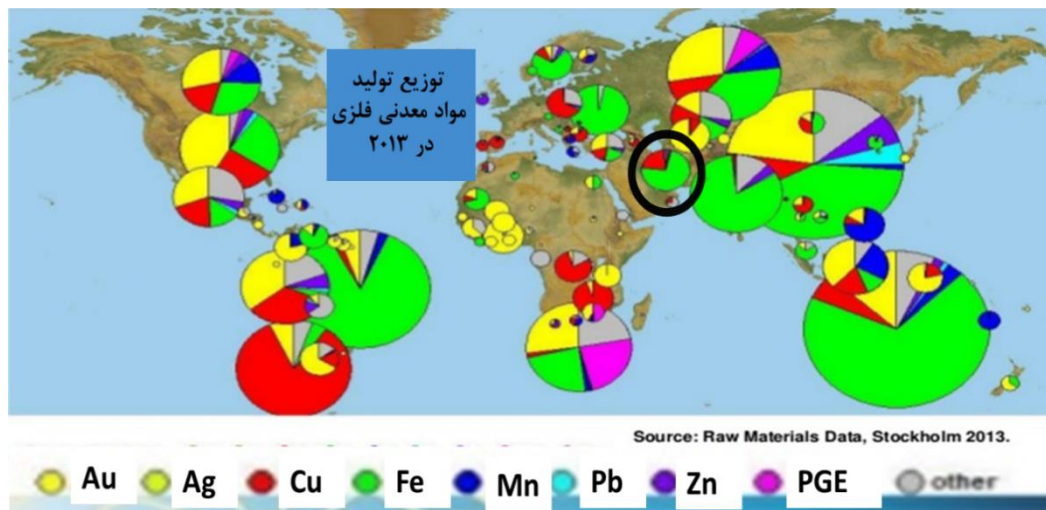 توزیع تولید
مواد معدنی فلزی
در ۲۰۱۳
Source: Raw Materials Data, Stockholm 2013.
Au Ag Cu Fe Mn Pb Zn PGE other